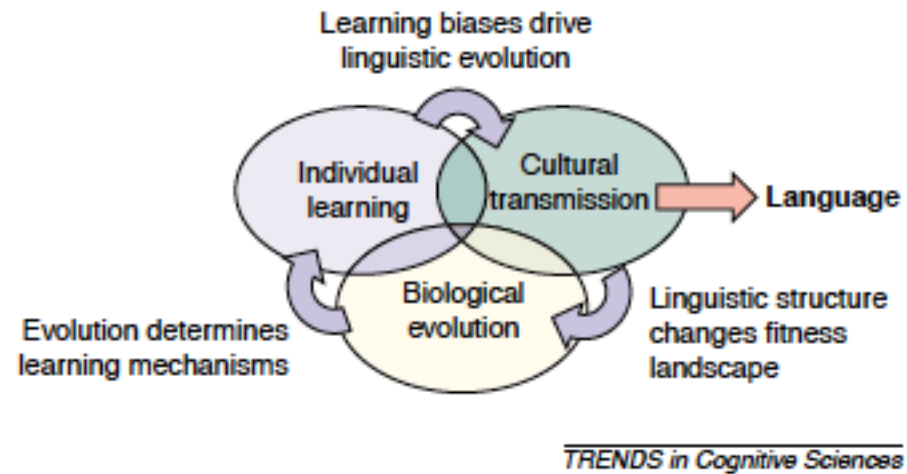 Learning biases drive
linguistic evolution
Individual
learning
Cultural
transmission
Language
Biological
evolution
Evolution determines
learning mechanisms
Linguistic structure
changes fitness
landscape
TRENDS in Cognitive Sciences